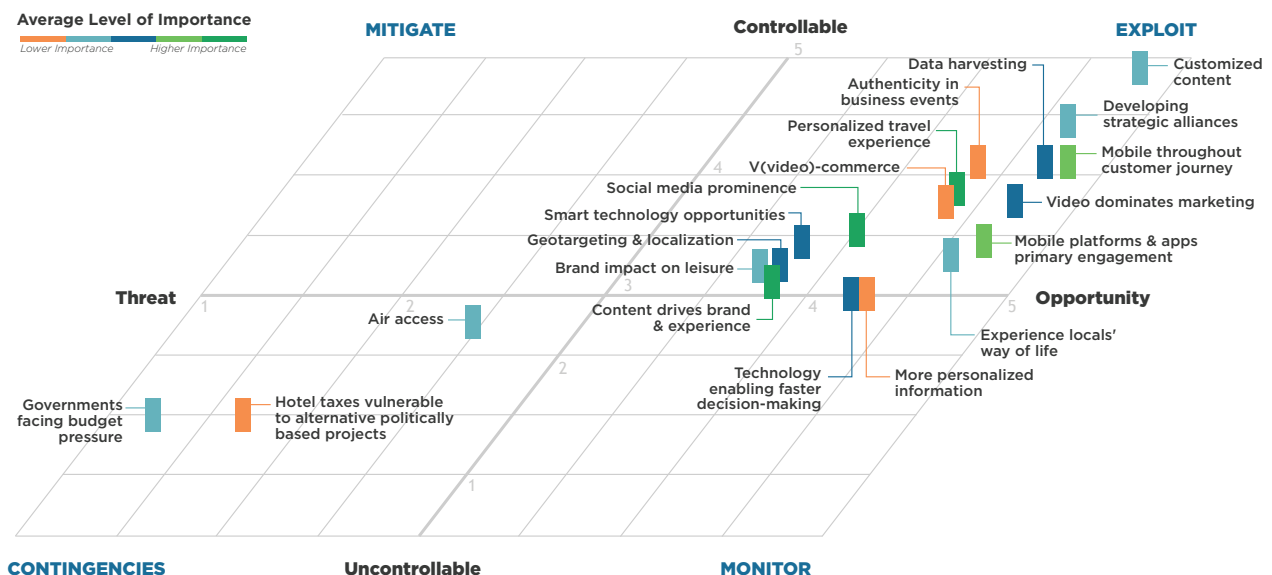 Average Level of Importance
Lower Importance
Higher Importance
MITIGATE
Controllable
EXPLOIT
5
Data harvesting
Customized
content
Authenticity in
business events
Developing
strategic alliances
Personalized travel
experience
Mobile throughout
customer journey
V(video)-commerce
4
Social media prominence
Video dominates marketing
Smart technology opportunities
Geotargeting & localization
Mobile platforms & apps
primary engagement
Brand impact on leisure
3
Threat
1
2
4
5
Opportunity
Content drives brand
& experience
Air access
Experience locals'
way of life
2
Technology
enabling faster
decision-making
More personalized
information
Governments
facing budget
pressure
Hotel taxes vulnerable
to alternative politically
based projects
1
CONTINGENCIES
Uncontrollable
MONITOR